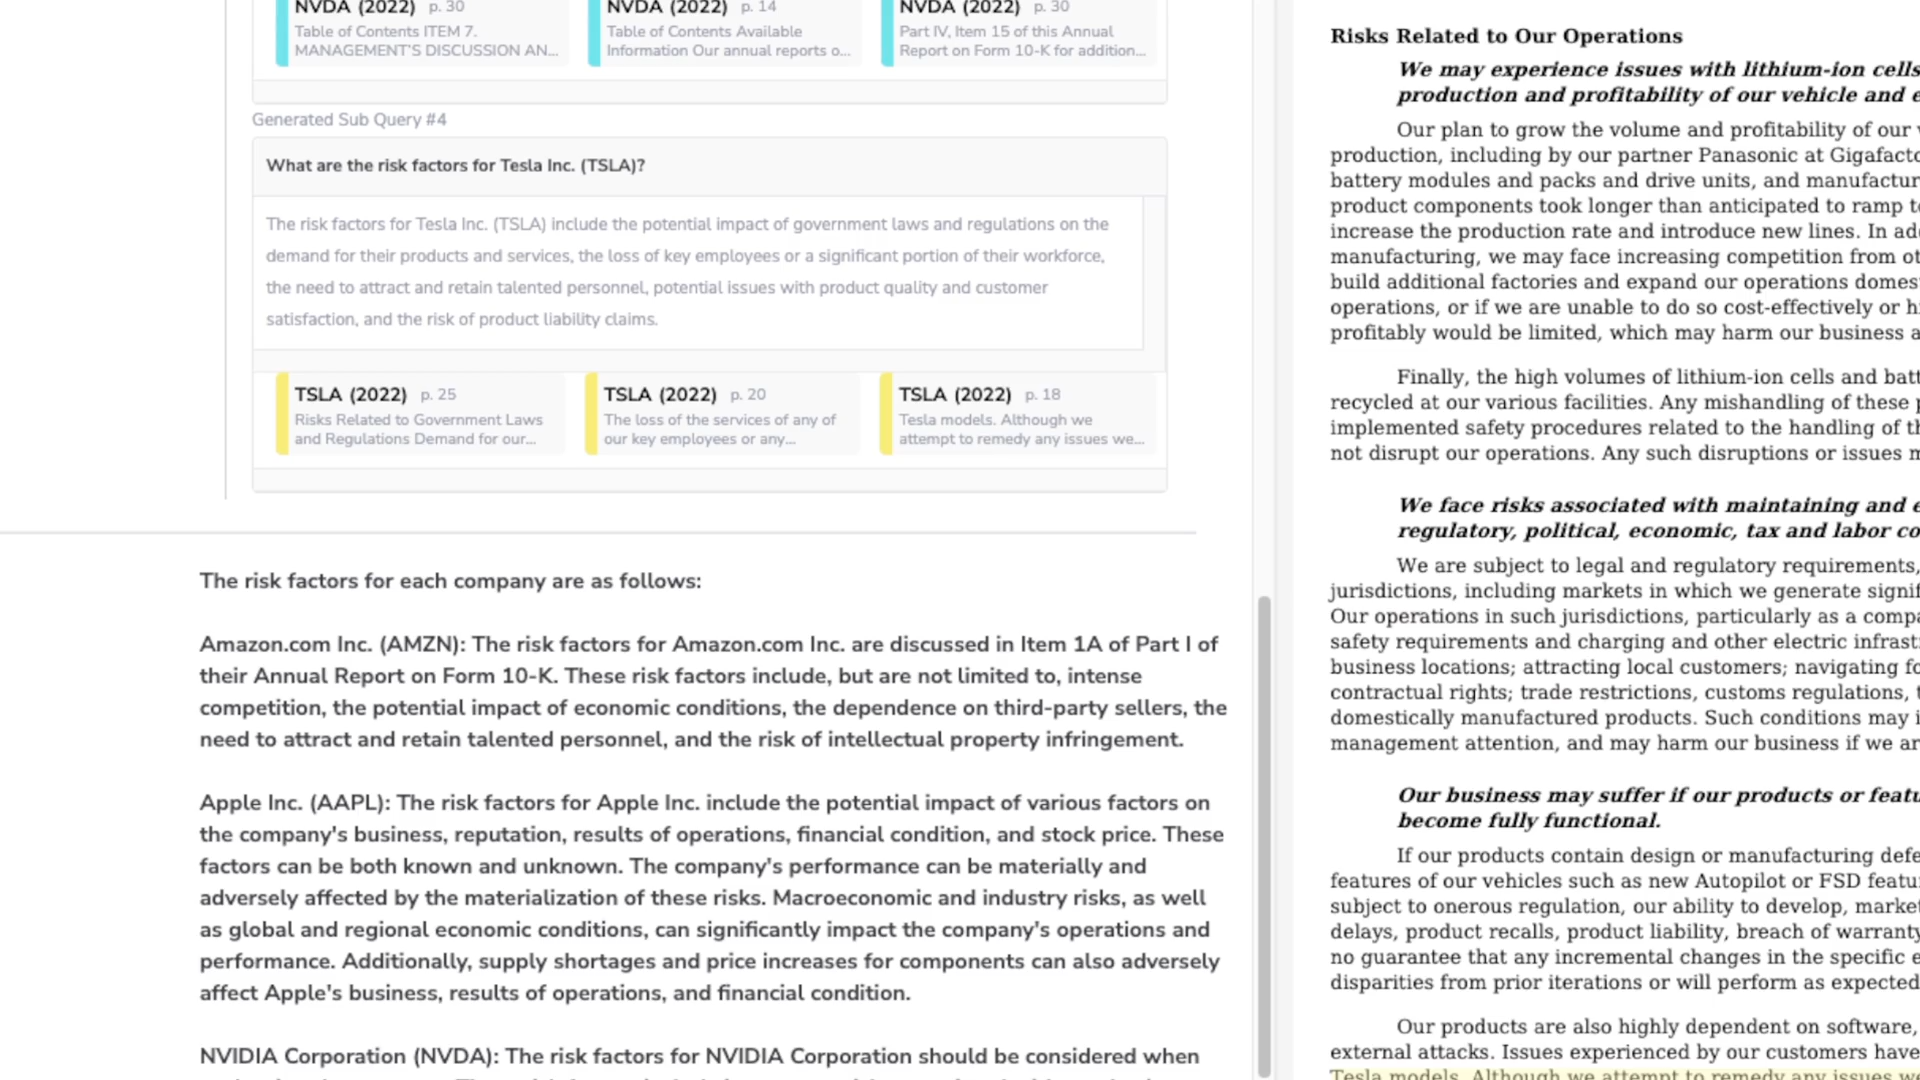 NVDA (2022) p. 30
Table of Contents ITEM 7.
MANAGEMENT'S DISCUSSION AN...
NVDA (2022) p. 14
Table of Contents Available
Information Our annual reports o...
NVDA (2022) p. 30
Part IV, Item 15 of this Annual
Report on Form 10-K for addition...
Generated Sub Query #4
What are the risk factors for Tesla Inc. (TSLA)?
The risk factors for Tesla Inc. (TSLA) include the potential impact of government laws and regulations on the
demand for their products and services, the loss of key employees or a significant portion of their workforce,
the need to attract and retain talented personnel, potential issues with product quality and customer
satisfaction, and the risk of product liability claims.
TSLA (2022) p. 25
Risks Related to Government Laws
and Regulations Demand for our...
TSLA (2022) p. 20
The loss of the services of any of
our key employees or any...
TSLA (2022) p. 18
Tesla models. Although we
attempt to remedy any issues we...
The risk factors for each company are as follows:
Amazon.com Inc. (AMZN): The risk factors for Amazon.com Inc. are discussed in Item 1A of Part I of
their Annual Report on Form 10-K. These risk factors include, but are not limited to, intense
competition, the potential impact of economic conditions, the dependence on third-party sellers, the
need to attract and retain talented personnel, and the risk of intellectual property infringement.
Apple Inc. (AAPL): The risk factors for Apple Inc. include the potential impact of various factors on
the company's business, reputation, results of operations, financial condition, and stock price. These
factors can be both known and unknown. The company's performance can be materially and
adversely affected by the materialization of these risks. Macroeconomic and industry risks, as well
as global and regional economic conditions, can significantly impact the company's operations and
performance. Additionally, supply shortages and price increases for components can also adversely
affect Apple's business, results of operations, and financial condition.
NVIDIA Corporation (NVDA): The risk factors for NVIDIA Corporation should be considered when
Risks Related to Our Operations
We may experience issues with lithium-ion cells
production and profitability of our vehicle and
Our plan to grow the volume and profitability of our
production, including by our partner Panasonic at
battery modules and packs and drive units, and
product components took longer than anticipated to ramp
increase the production rate and introduce new lines. In
manufacturing, we may face increasing competition from
build additional factories and expand our operations
operations, or if we are unable to do so cost-effectively or
profitably would be limited, which may harm our business
Finally, the high volumes of lithium-ion cells and
recycled at our various facilities. Any mishandling of these
implemented safety procedures related to the handling of
not disrupt our operations. Any such disruptions or issues
We face risks associated with maintaining and
regulatory, political, economic, tax and labor
We are subject to legal and regulatory requirements,
jurisdictions, including markets in which we generate
Our operations in such jurisdictions, particularly as a
safety requirements and charging and other electric
business locations; attracting local customers; navigating
contractual rights; trade restrictions, customs regulations,
domestically manufactured products. Such conditions may
management attention, and may harm our business if we
Our business may suffer if our products or
become fully functional.
If our products contain design or manufacturing
features of our vehicles such as new Autopilot or FSD
subject to onerous regulation, our ability to develop,
delays, product recalls, product liability, breach of warranty
no guarantee that any incremental changes in the specific
disparities from prior iterations or will perform as expected
Our products are also highly dependent on software,
external attacks. Issues experienced by our customers have
Tesla models. Although we attempt to remedy any issues